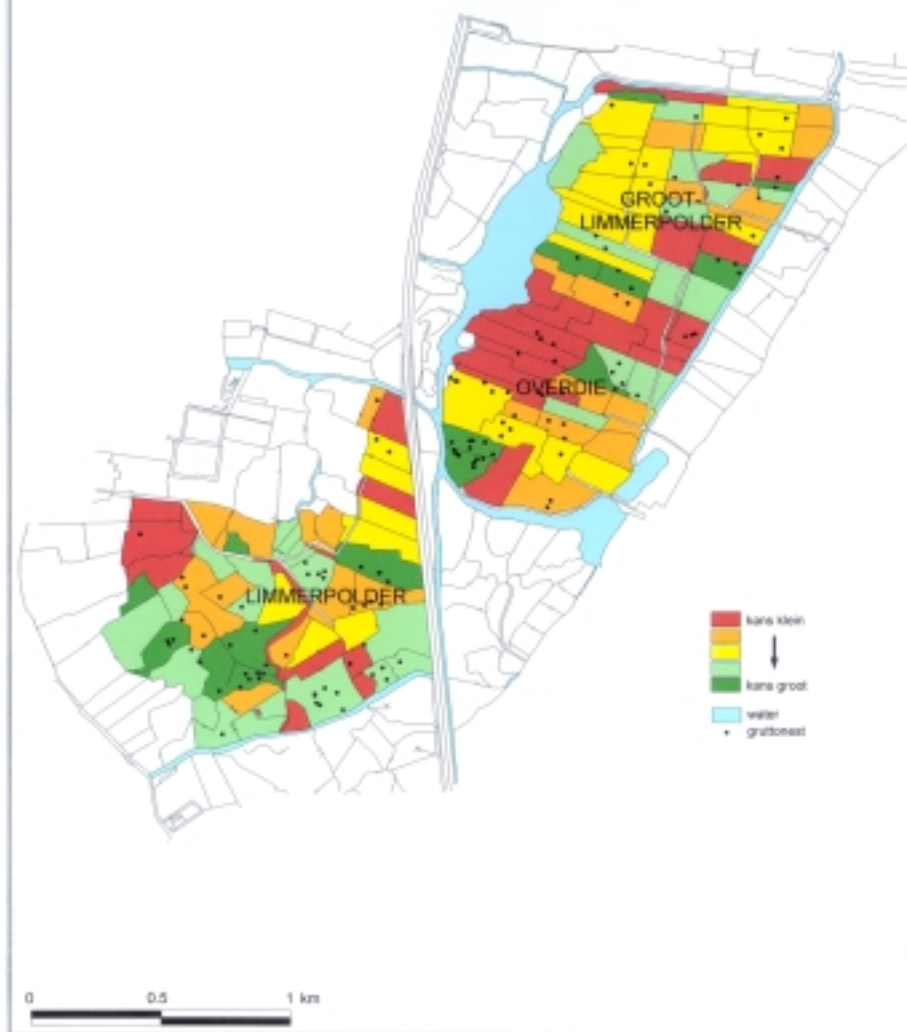 GROOT-
LIMMERPOLDER
OVERDIE
LIMMERPOLDER
kans klein
kans groot
water
gruttonest
0 0.5 1 km